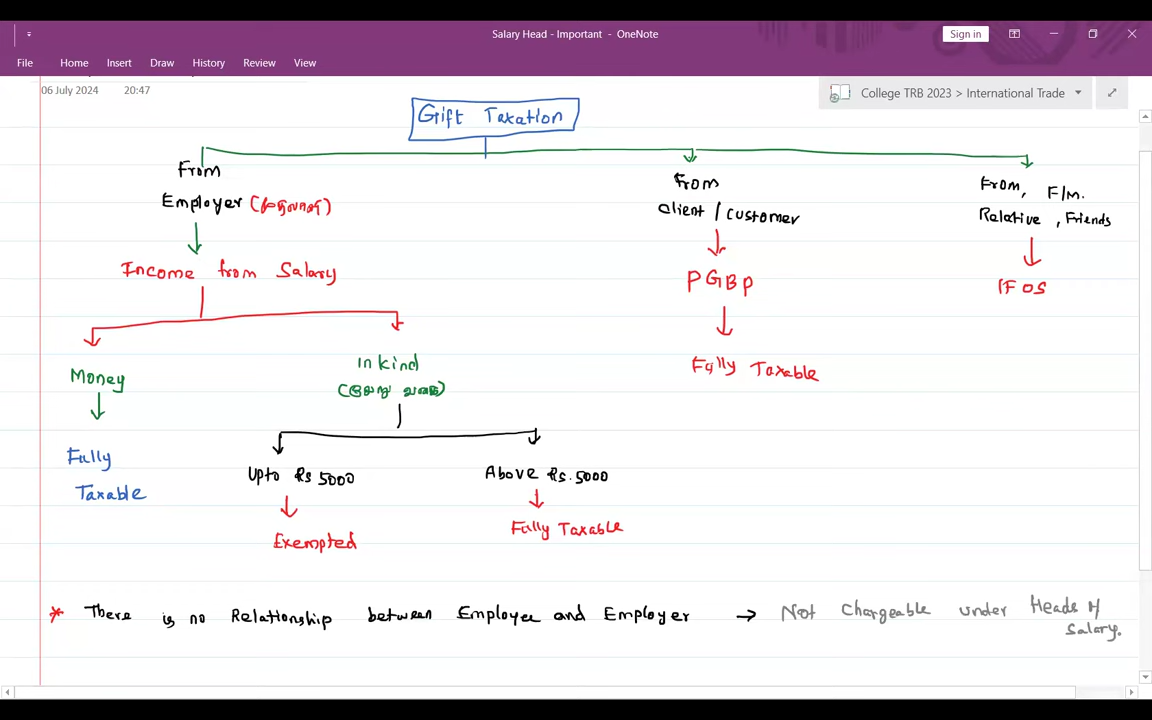 Salary Head - Important - OneNote
Sign in
File Home Insert Draw History Review View
06 July 2024 20:47
College TRB 2023 > International Trade
Gift Taxation
From
Employer
From
Client / Customer
From, F/M.
Relative , Friends
Income from Salary
PGBP
IFOS
Money
In kind
Fully Taxable
Fully
Taxable
Upto Rs 5000
Above Rs. 5000
Exempted
Fully Taxable
* There is no Relationship between Employee and Employer → Not Chargeable under Heads of
Salary.